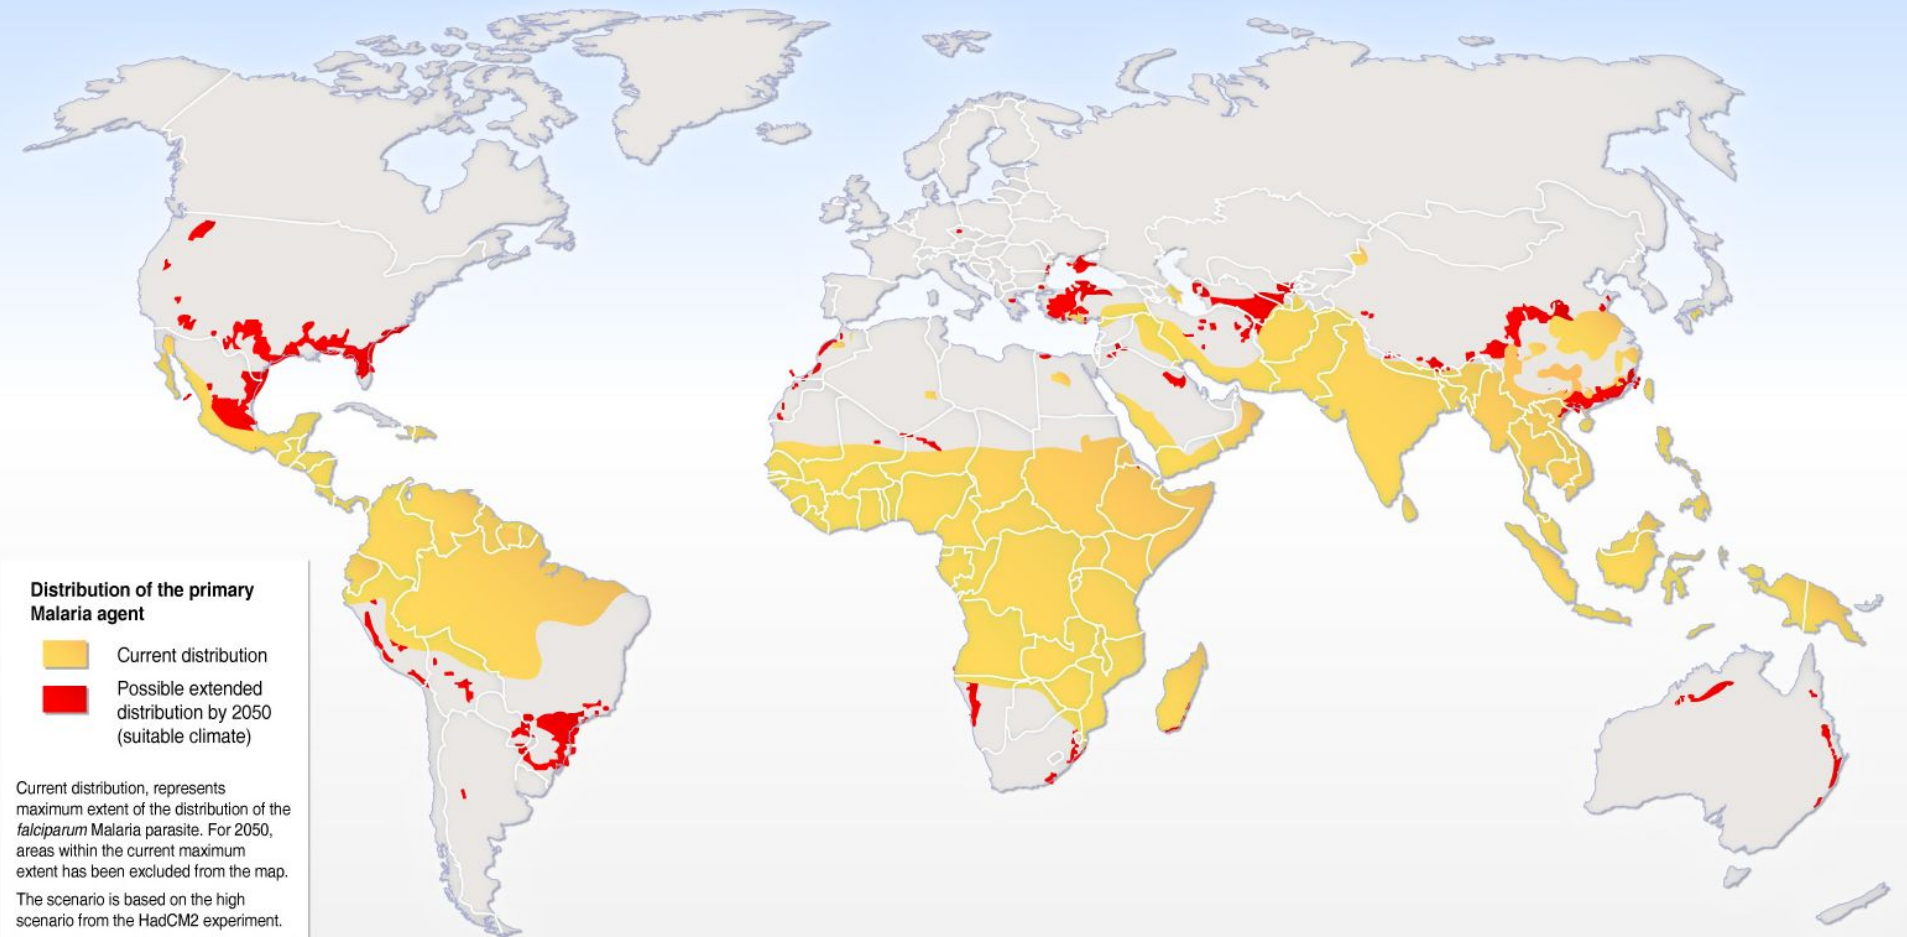 Distribution of the primary
Malaria agent
Current distribution
Possible extended
distribution by 2050
(suitable climate)
Current distribution, represents
maximum extent of the distribution of the
falciparum Malaria parasite. For 2050,
areas within the current maximum
extent has been excluded from the map.
The scenario is based on the high
scenario from the HadCM2 experiment.